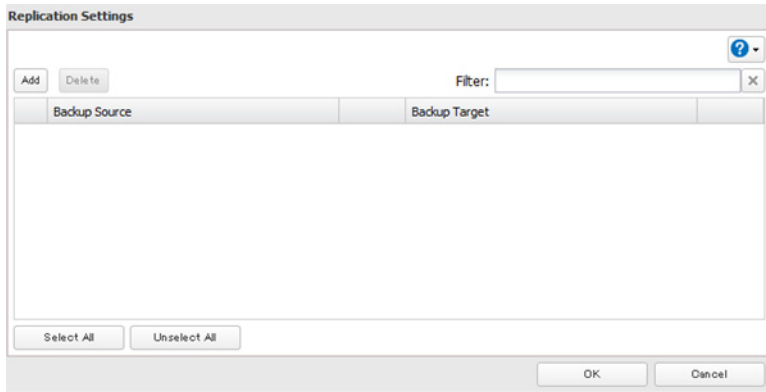 Replication Settings
?
Add Delete Filter:
Backup Source Backup Target
Select All Unselect All
OK Cancel